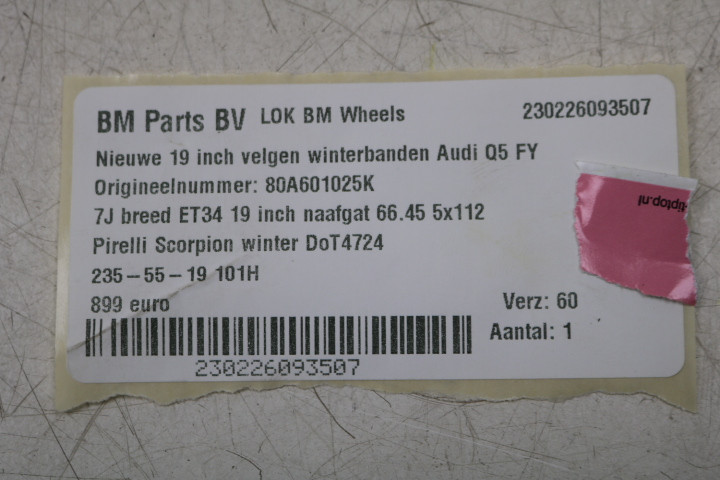 BM Parts BV LOK BM Wheels 230226093507
Nieuwe 19 inch velgen winterbanden Audi Q5 FY
Origineelnummer: 80A601025K
7J breed ET34 19 inch naafgat 66.45 5x112
Pirelli Scorpion winter DoT4724
235-55-19 101H
899 euro
Verz: 60
Aantal: 1
230226093507
tiptop.nl